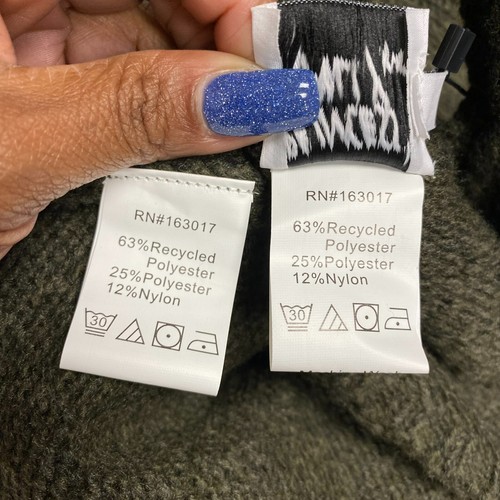 RN#163017
63%Recycled
Polyester
25%Polyester
12%Nylon
30
RN#163017
63%Recycled
Polyester
25%Polyester
12%Nylon
30